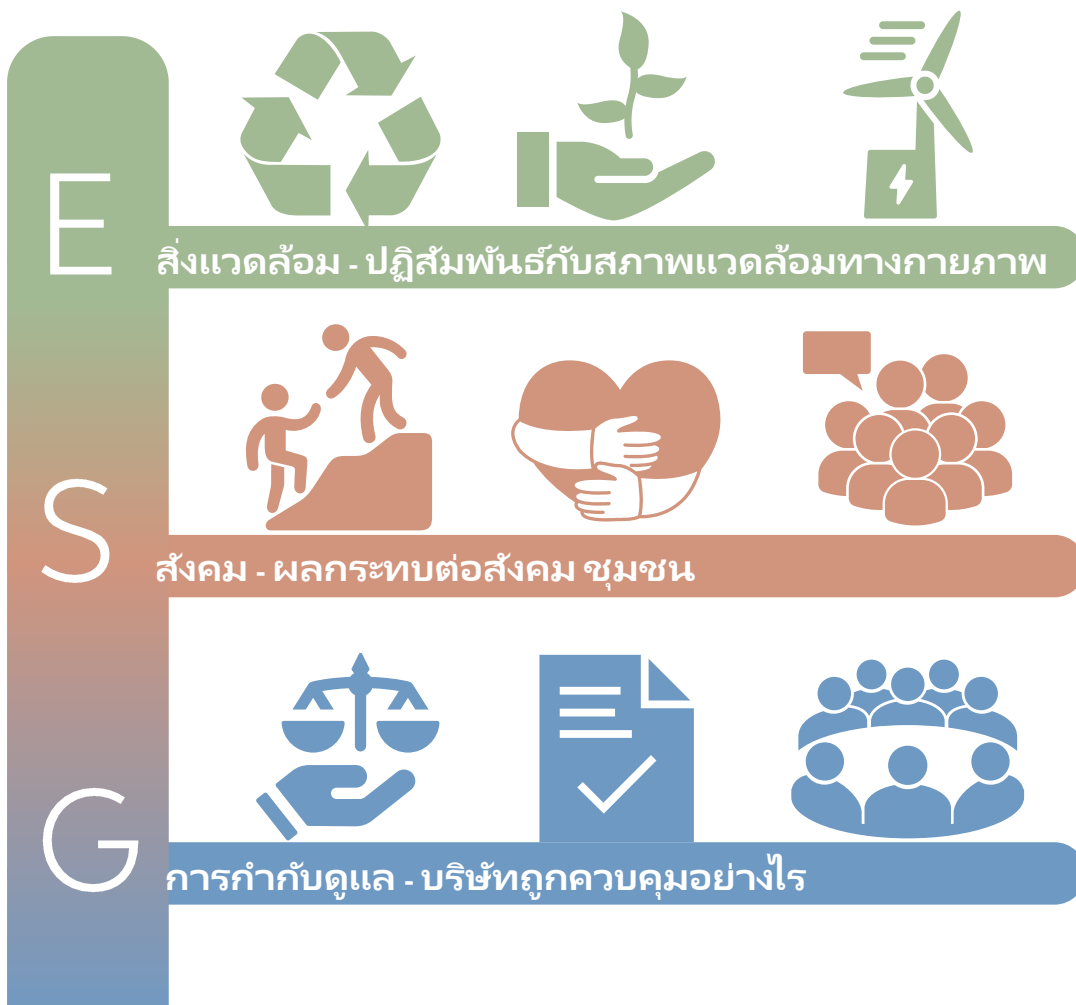 E
สิ่งแวดล้อม - ปฏิสัมพันธ์กับสภาพแวดล้อมทางกายภาพ
S
สังคม - ผลกระทบต่อสังคม ชุมชน
G
การกำกับดูแล - บริษัทถูกควบคุมอย่างไร